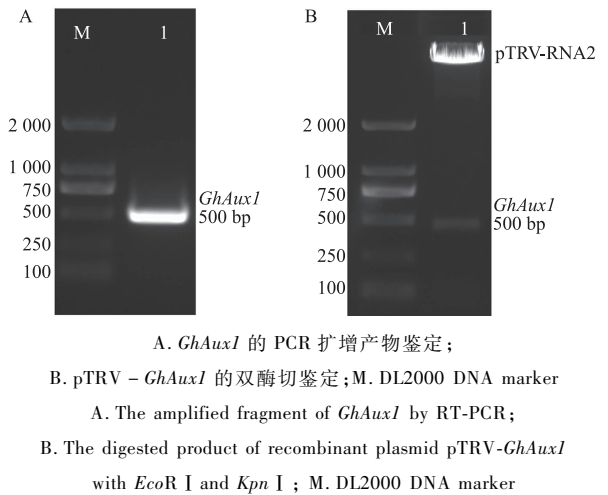 A
M
1
2 000
1 000
750
500
250
100
GhAux1
500 bp
B
M
1
pTRV-RNA2
2 000
1 000
750
500
250
100
GhAux1
500 bp
A. GhAux1 的 PCR 扩增产物鉴定;
B. pTRV - GhAux1 的双酶切鉴定;M. DL2000 DNA marker
A. The amplified fragment of GhAux1 by RT-PCR;
B. The digested product of recombinant plasmid pTRV-GhAux1
with EcoR Ⅰ and Kpn Ⅰ ; M. DL2000 DNA marker